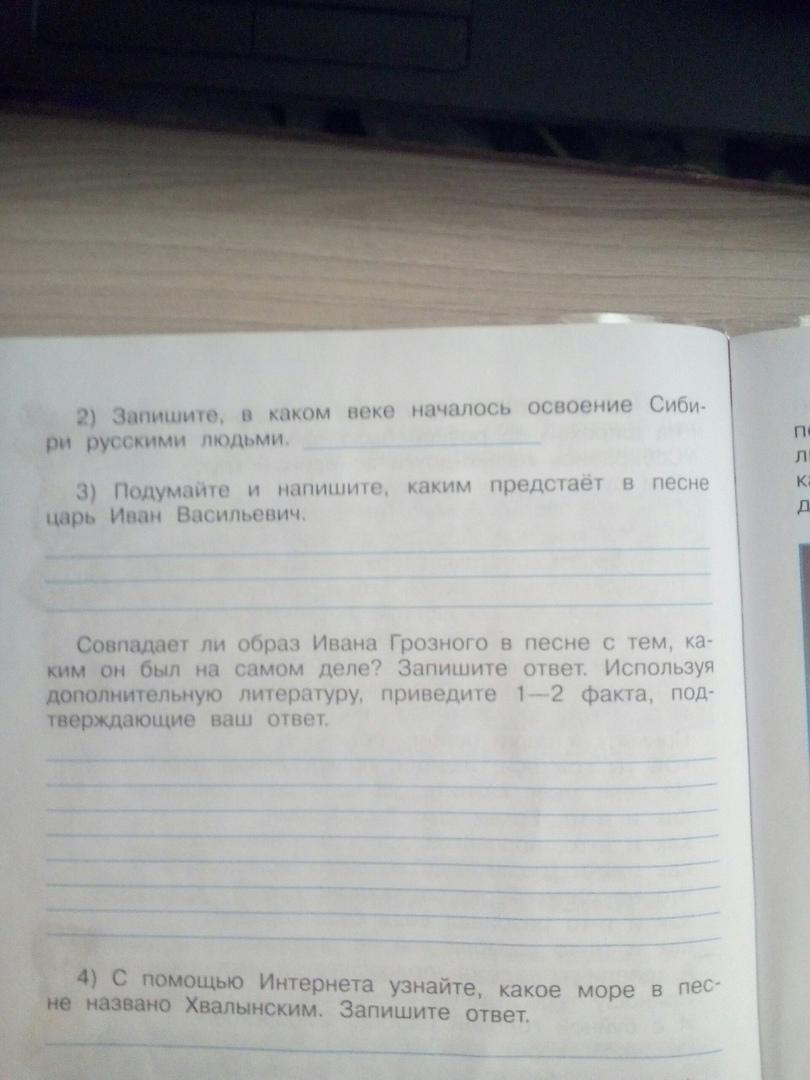 2) Запишите, в каком веке началось освоение Сиби-
ри русскими людьми.
3) Подумайте и напишите, каким предстаёт в песне
царь Иван Васильевич.
Совпадает ли образ Ивана Грозного в песне с тем, ка-
ким он был на самом деле? Запишите ответ. Используя
дополнительную литературу, приведите 1—2 факта, под-
тверждающие ваш ответ.
4) С помощью Интернета узнайте, какое море в пес-
не названо Хвалынским. Запишите ответ.